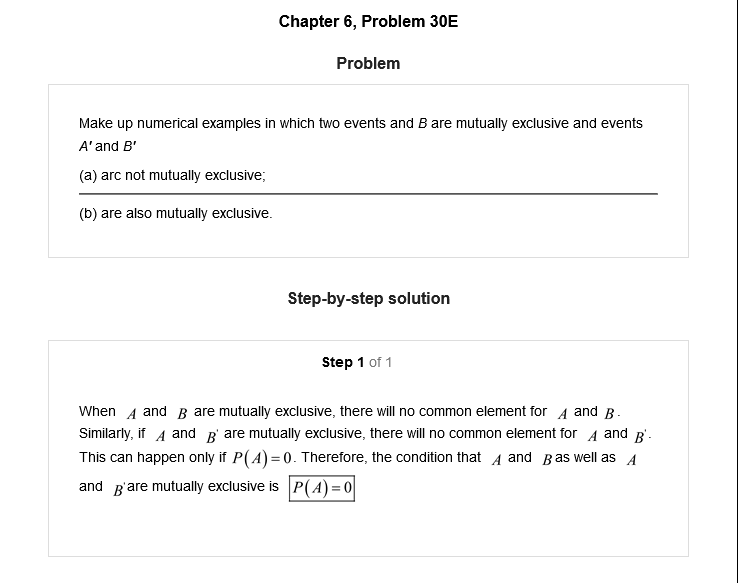 Chapter 6, Problem 30E
Problem
Make up numerical examples in which two events and B are mutually exclusive and events
A' and B'
(a) arc not mutually exclusive;
(b) are also mutually exclusive.
Step-by-step solution
Step 1 of 1
When A and B are mutually exclusive, there will no common element for A and B.
Similarly, if A and B' are mutually exclusive, there will no common element for A and B'.
This can happen only if P(A)=0. Therefore, the condition that A and B as well as A
and B' are mutually exclusive is P(A)=0